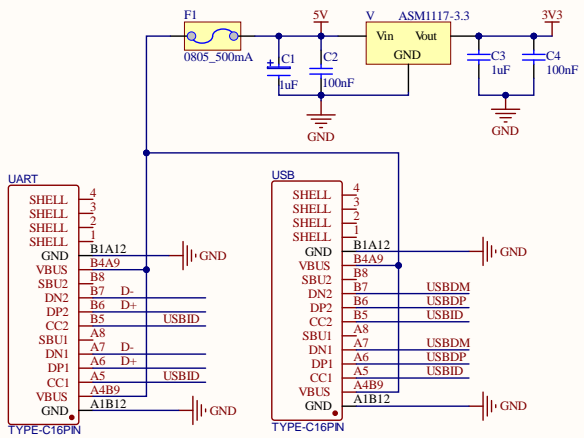 F1
5V
V
ASM1117-3.3
3V3
Vin
Vout
GND
0805_500mA
C1
1uF
C2
100nF
C3
1uF
C4
100nF
GND
GND
UART
SHELL 4
SHELL 3
SHELL 2
SHELL 1
GND B1A12 GND
VBUS B4A9
SBU2 B8
DN2 B7 D-
DP2 B6 D+
CC2 B5 USBID
SBU1 A8
DN1 A7 D-
DP1 A6 D+
CC1 A5 USBID
VBUS A4B9
GND A1B12 GND
TYPE-C16PIN
USB
SHELL 4
SHELL 3
SHELL 2
SHELL 1
GND B1A12 GND
VBUS B4A9
SBU2 B8
DN2 B7 USBDM
DP2 B6 USBDP
CC2 B5 USBID
SBU1 A8
DN1 A7 USBDM
DP1 A6 USBDP
CC1 A5 USBID
VBUS A4B9
GND A1B12 GND
TYPE-C16PIN